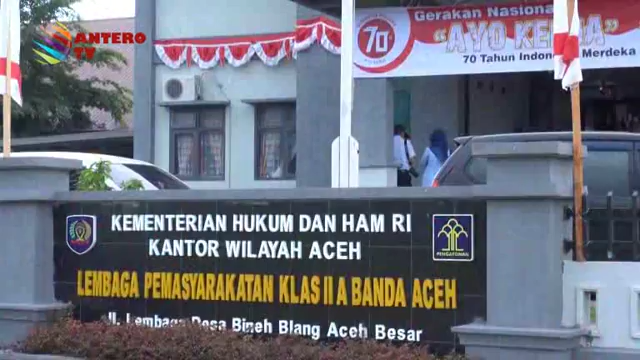 ANTERO
TV
Gerakan Nasional
70
"AYO KERJA"
70 Tahun Indonesia Merdeka
KEMENTERIAN HUKUM DAN HAM RI
KANTOR WILAYAH ACEH
PENGAYOMAN
LEMBAGA PEMASYARAKATAN KLAS II A BANDA ACEH
Jl. Lembaga Desa Bineh Blang Aceh Besar